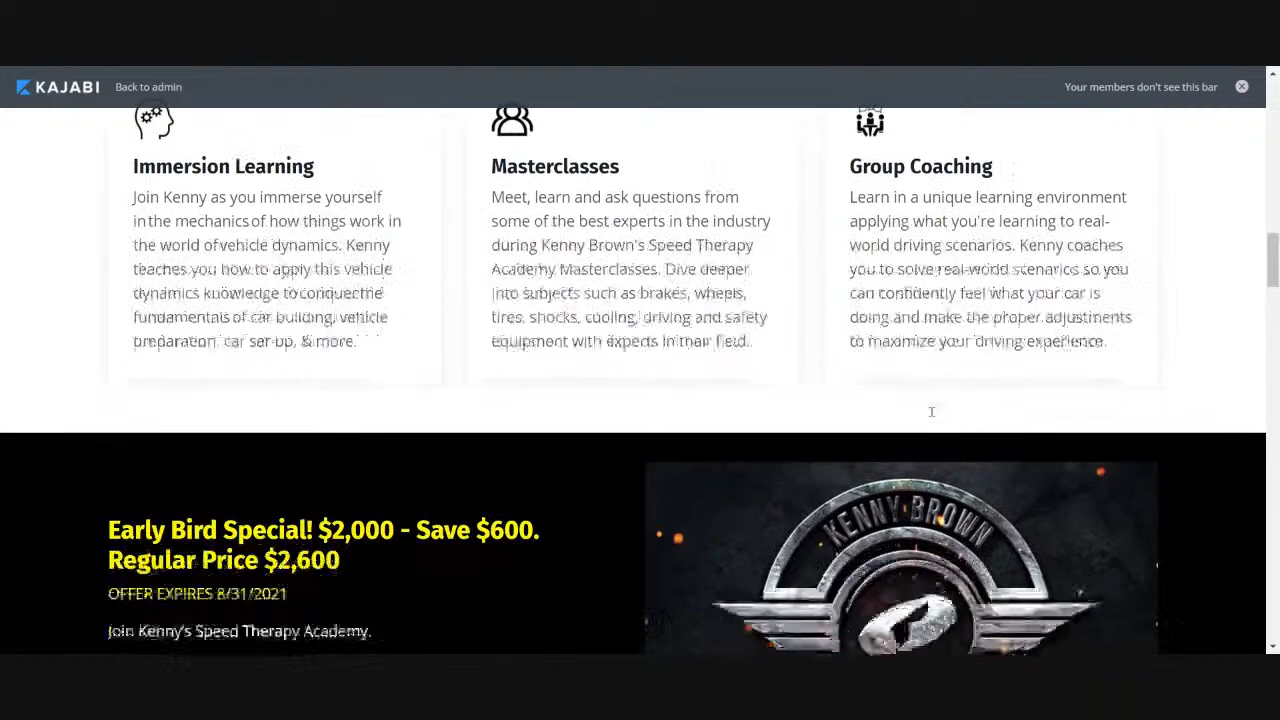 KAJABI Back to admin Your members don't see this bar
Immersion Learning
Join Kenny as you immerse yourself
in the mechanics of how things work in
the world of vehicle dynamics. Kenny
teaches you how to apply this vehicle
dynamics knowledge to conquer the
fundamentals of car building, vehicle
preparation, car set-up, & more.
Masterclasses
Meet, learn and ask questions from
some of the best experts in the industry
during Kenny Brown's Speed Therapy
Academy Masterclasses. Dive deeper
into subjects such as brakes, wheels,
tires, shocks, cooling, driving and safety
equipment with experts in their field.
Group Coaching
Learn in a unique learning environment
applying what you're learning to real-
world driving scenarios. Kenny coaches
you to solve real-world scenarios so you
can confidently feel what your car is
doing and make the proper adjustments
to maximize your driving experience.
Early Bird Special! $2,000 - Save $600.
Regular Price $2,600
OFFER EXPIRES 8/31/2021
Join Kenny's Speed Therapy Academy.
KENNY BROWN